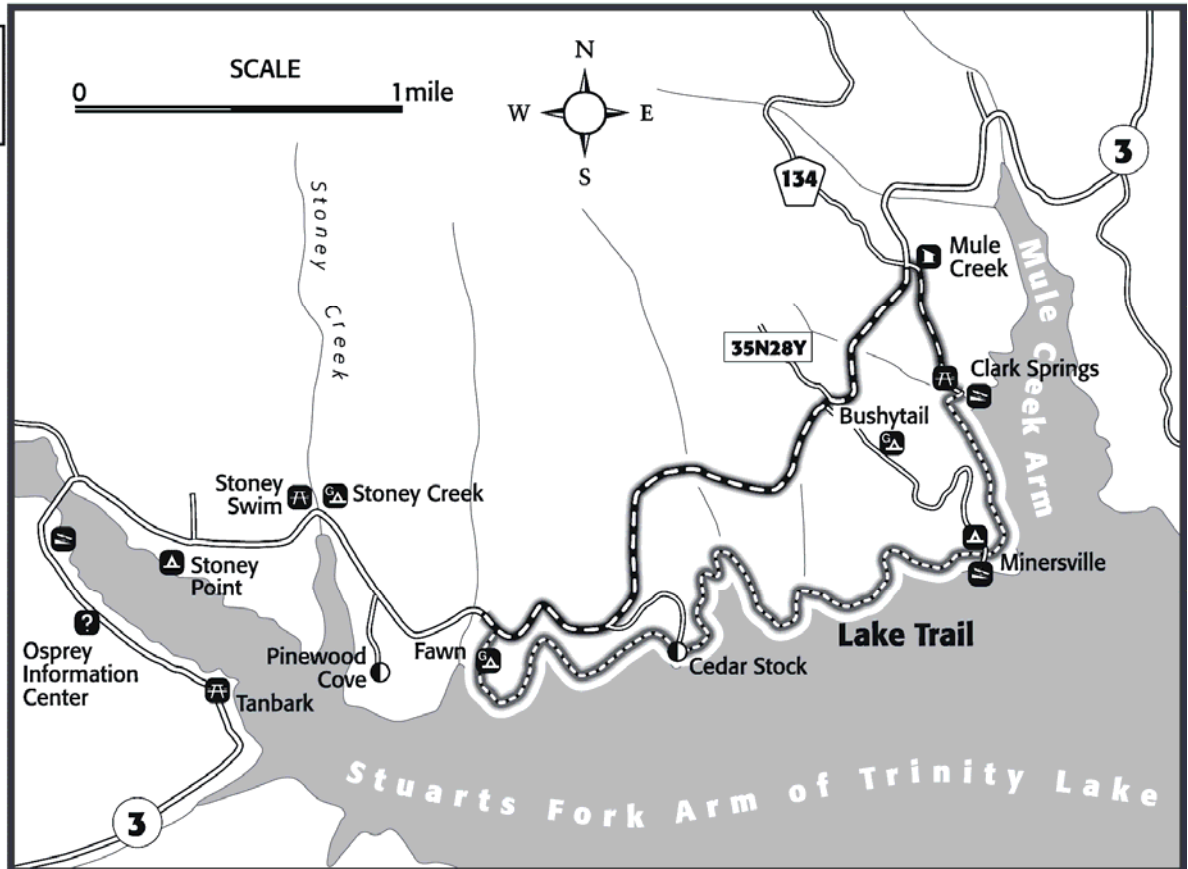 SCALE
0 1 mile
N
W E
S
3
134
Stoney Creek
Mule
Creek
Mule Creek Arm
35N28Y
Clark Springs
Bushytail
G
Stoney
Swim
G
Stoney Creek
Stoney
Point
Minersville
?
Osprey
Information
Center
Lake Trail
Pinewood
Cove
Fawn
G
Cedar Stock
Tanbark
Stuarts Fork Arm of Trinity Lake
3